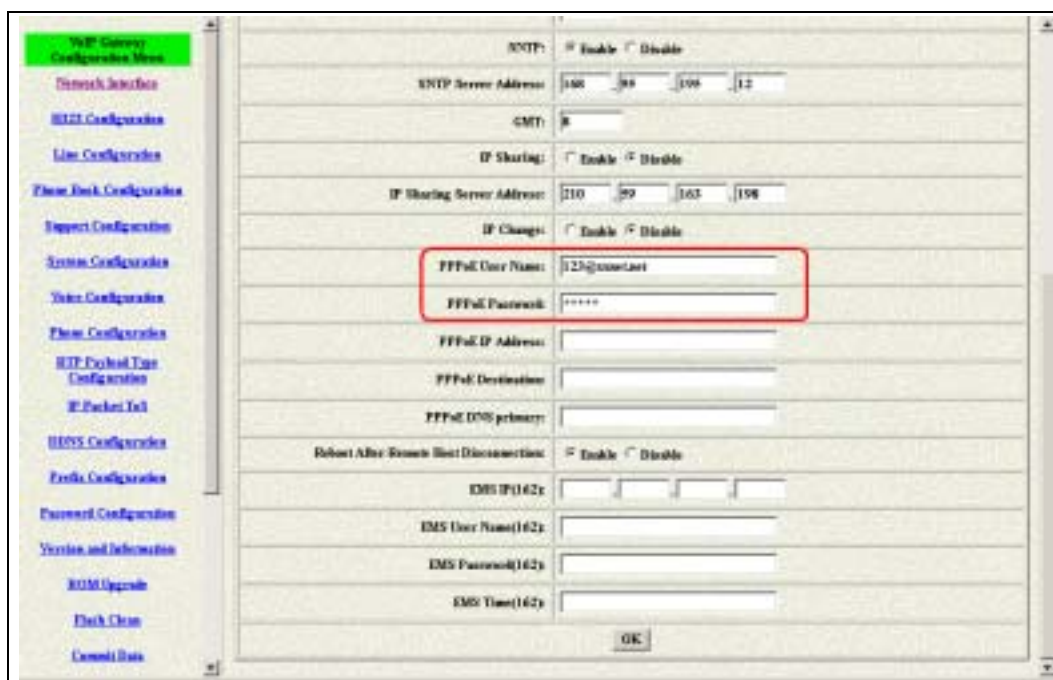 VoIP Gateway
Configuration Menu
Network Interface
H323 Configuration
Line Configuration
Phone Book Configuration
Support Configuration
System Configuration
Voice Configuration
Phone Configuration
RTP Payload Type
Configuration
IP Packet ToS
DDNS Configuration
Prefix Configuration
Password Configuration
Version and Information
ROM Upgrade
Flash Clean
Commit Data
SNTP: Enable Disable
SNTP Server Address: 168 . 95 . 195 . 12
GMT: 8
IP Sharing: Enable Disable
IP Sharing Server Address: 210 . 59 . 163 . 198
IP Change: Enable Disable
PPPoE User Name:
PPPoE Password: *****
PPPoE IP Address:
PPPoE Destination:
PPPoE DNS primary:
Reboot After Remote Host Disconnection: Enable Disable
EMS IP(162): . . .
EMS User Name(162):
EMS Password(162):
EMS Time(162):
OK